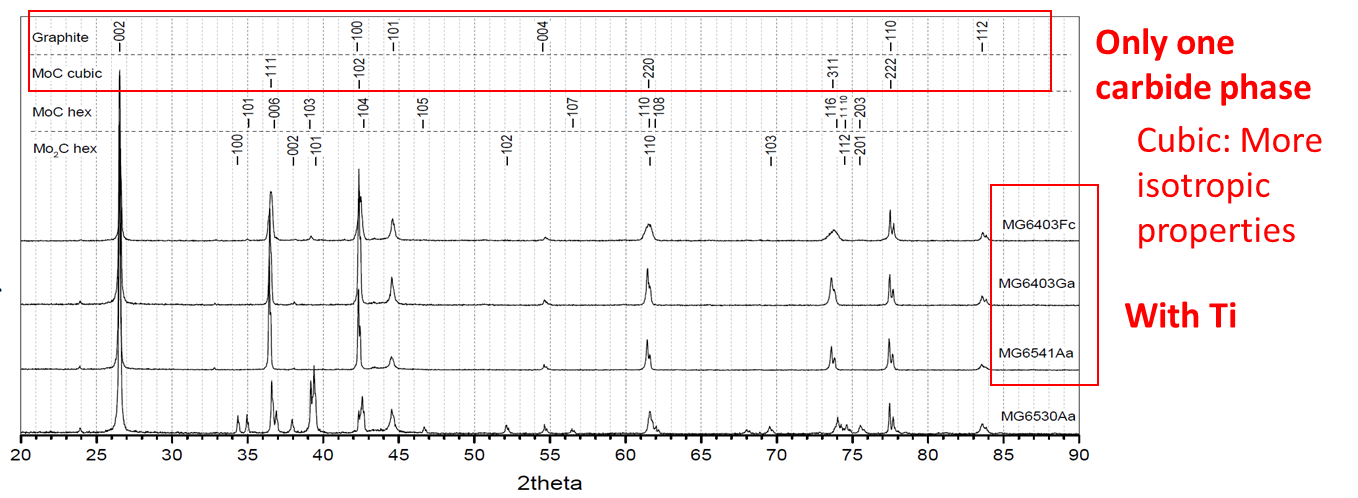 Graphite 002 100 101 004 110 112
MoC cubic 111 102 220 311 222
MoC hex 101 006 103 104 105 107 110 108 116 1 1 10 203
Mo2C hex 100 002 101 102 110 103 112 201
MG6403Fc
MG6403Ga
MG6541Aa
MG6530Aa
20 25 30 35 40 45 50 55 60 65 70 75 80 85 90
2theta
Only one
carbide phase
Cubic: More
isotropic
properties
With Ti